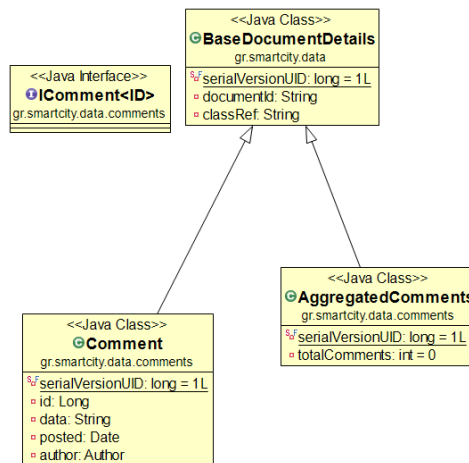 <<Java Class>>
BaseDocumentDetails
gr.smartcity.data
serialVersionUID: long = 1L
documentId: String
classRef: String
<<Java Interface>>
IComment<ID>
gr.smartcity.data.comments
<<Java Class>>
AggregatedComments
gr.smartcity.data.comments
serialVersionUID: long = 1L
totalComments: int = 0
<<Java Class>>
Comment
gr.smartcity.data.comments
serialVersionUID: long = 1L
id: Long
data: String
posted: Date
author: Author